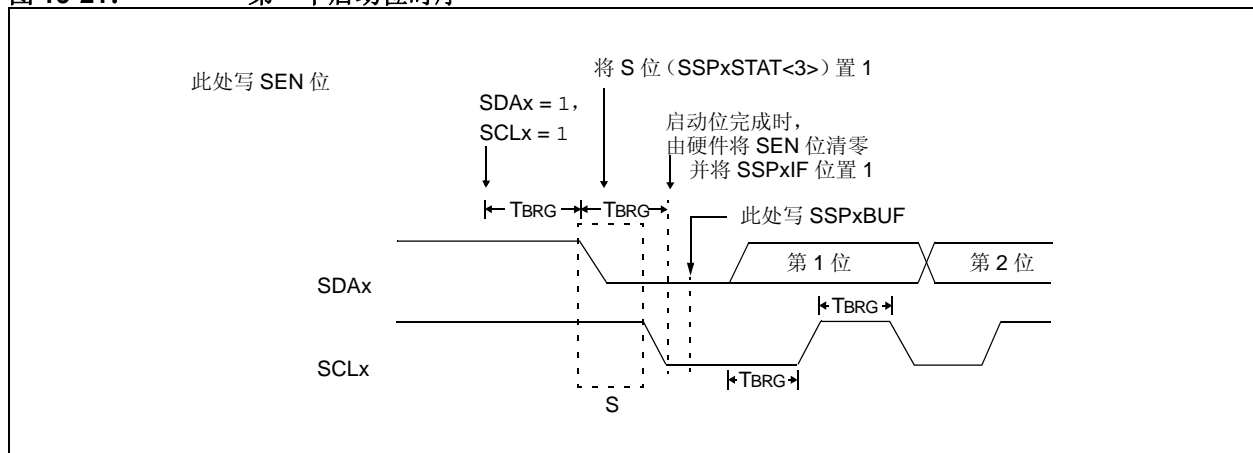 此处写 SEN 位
将 S 位（SSPxSTAT<3>）置 1
SDAx = 1，
SCLx = 1
启动位完成时，
由硬件将 SEN 位清零
并将 SSPxIF 位置 1
TBRG
TBRG
此处写 SSPxBUF
第 1 位
第 2 位
SDAx
TBRG
SCLx
TBRG
S